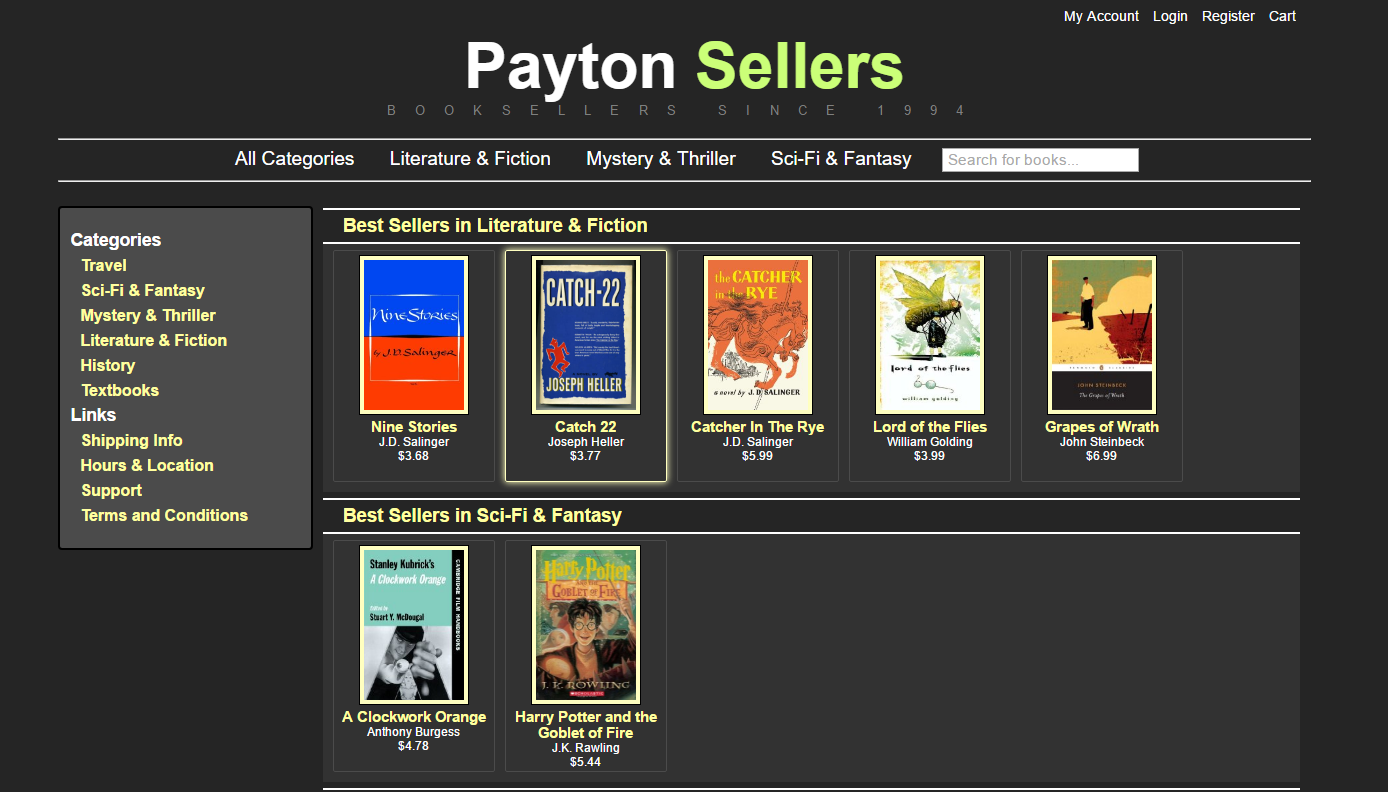 My Account Login Register Cart
Payton Sellers
BOOKSELLERS SINCE 1994
All Categories Literature & Fiction Mystery & Thriller Sci-Fi & Fantasy Search for books...
Categories
Travel
Sci-Fi & Fantasy
Mystery & Thriller
Literature & Fiction
History
Textbooks
Links
Shipping Info
Hours & Location
Support
Terms and Conditions
Best Sellers in Literature & Fiction
Nine Stories
by J.D. Salinger
Nine Stories
J.D. Salinger
$3.68
CATCH-22
JOSEPH HELLER
Catch 22
Joseph Heller
$3.77
the CATCHER
in the RYE
a novel by J. D. SALINGER
Catcher In The Rye
J.D. Salinger
$5.99
lord of the flies
william golding
Lord of the Flies
William Golding
$3.99
PENGUIN CLASSICS
JOHN STEINBECK
The Grapes of Wrath
Grapes of Wrath
John Steinbeck
$6.99
Best Sellers in Sci-Fi & Fantasy
Stanley Kubrick's
A Clockwork Orange
Edited by
Stuart Y. McDougal
CAMBRIDGE FILM HANDBOOKS
A Clockwork Orange
Anthony Burgess
$4.78
Harry Potter
AND THE
GOBLET OF FIRE
J. K. ROWLING
SCHOLASTIC
Harry Potter and the
Goblet of Fire
J.K. Rawling
$5.44